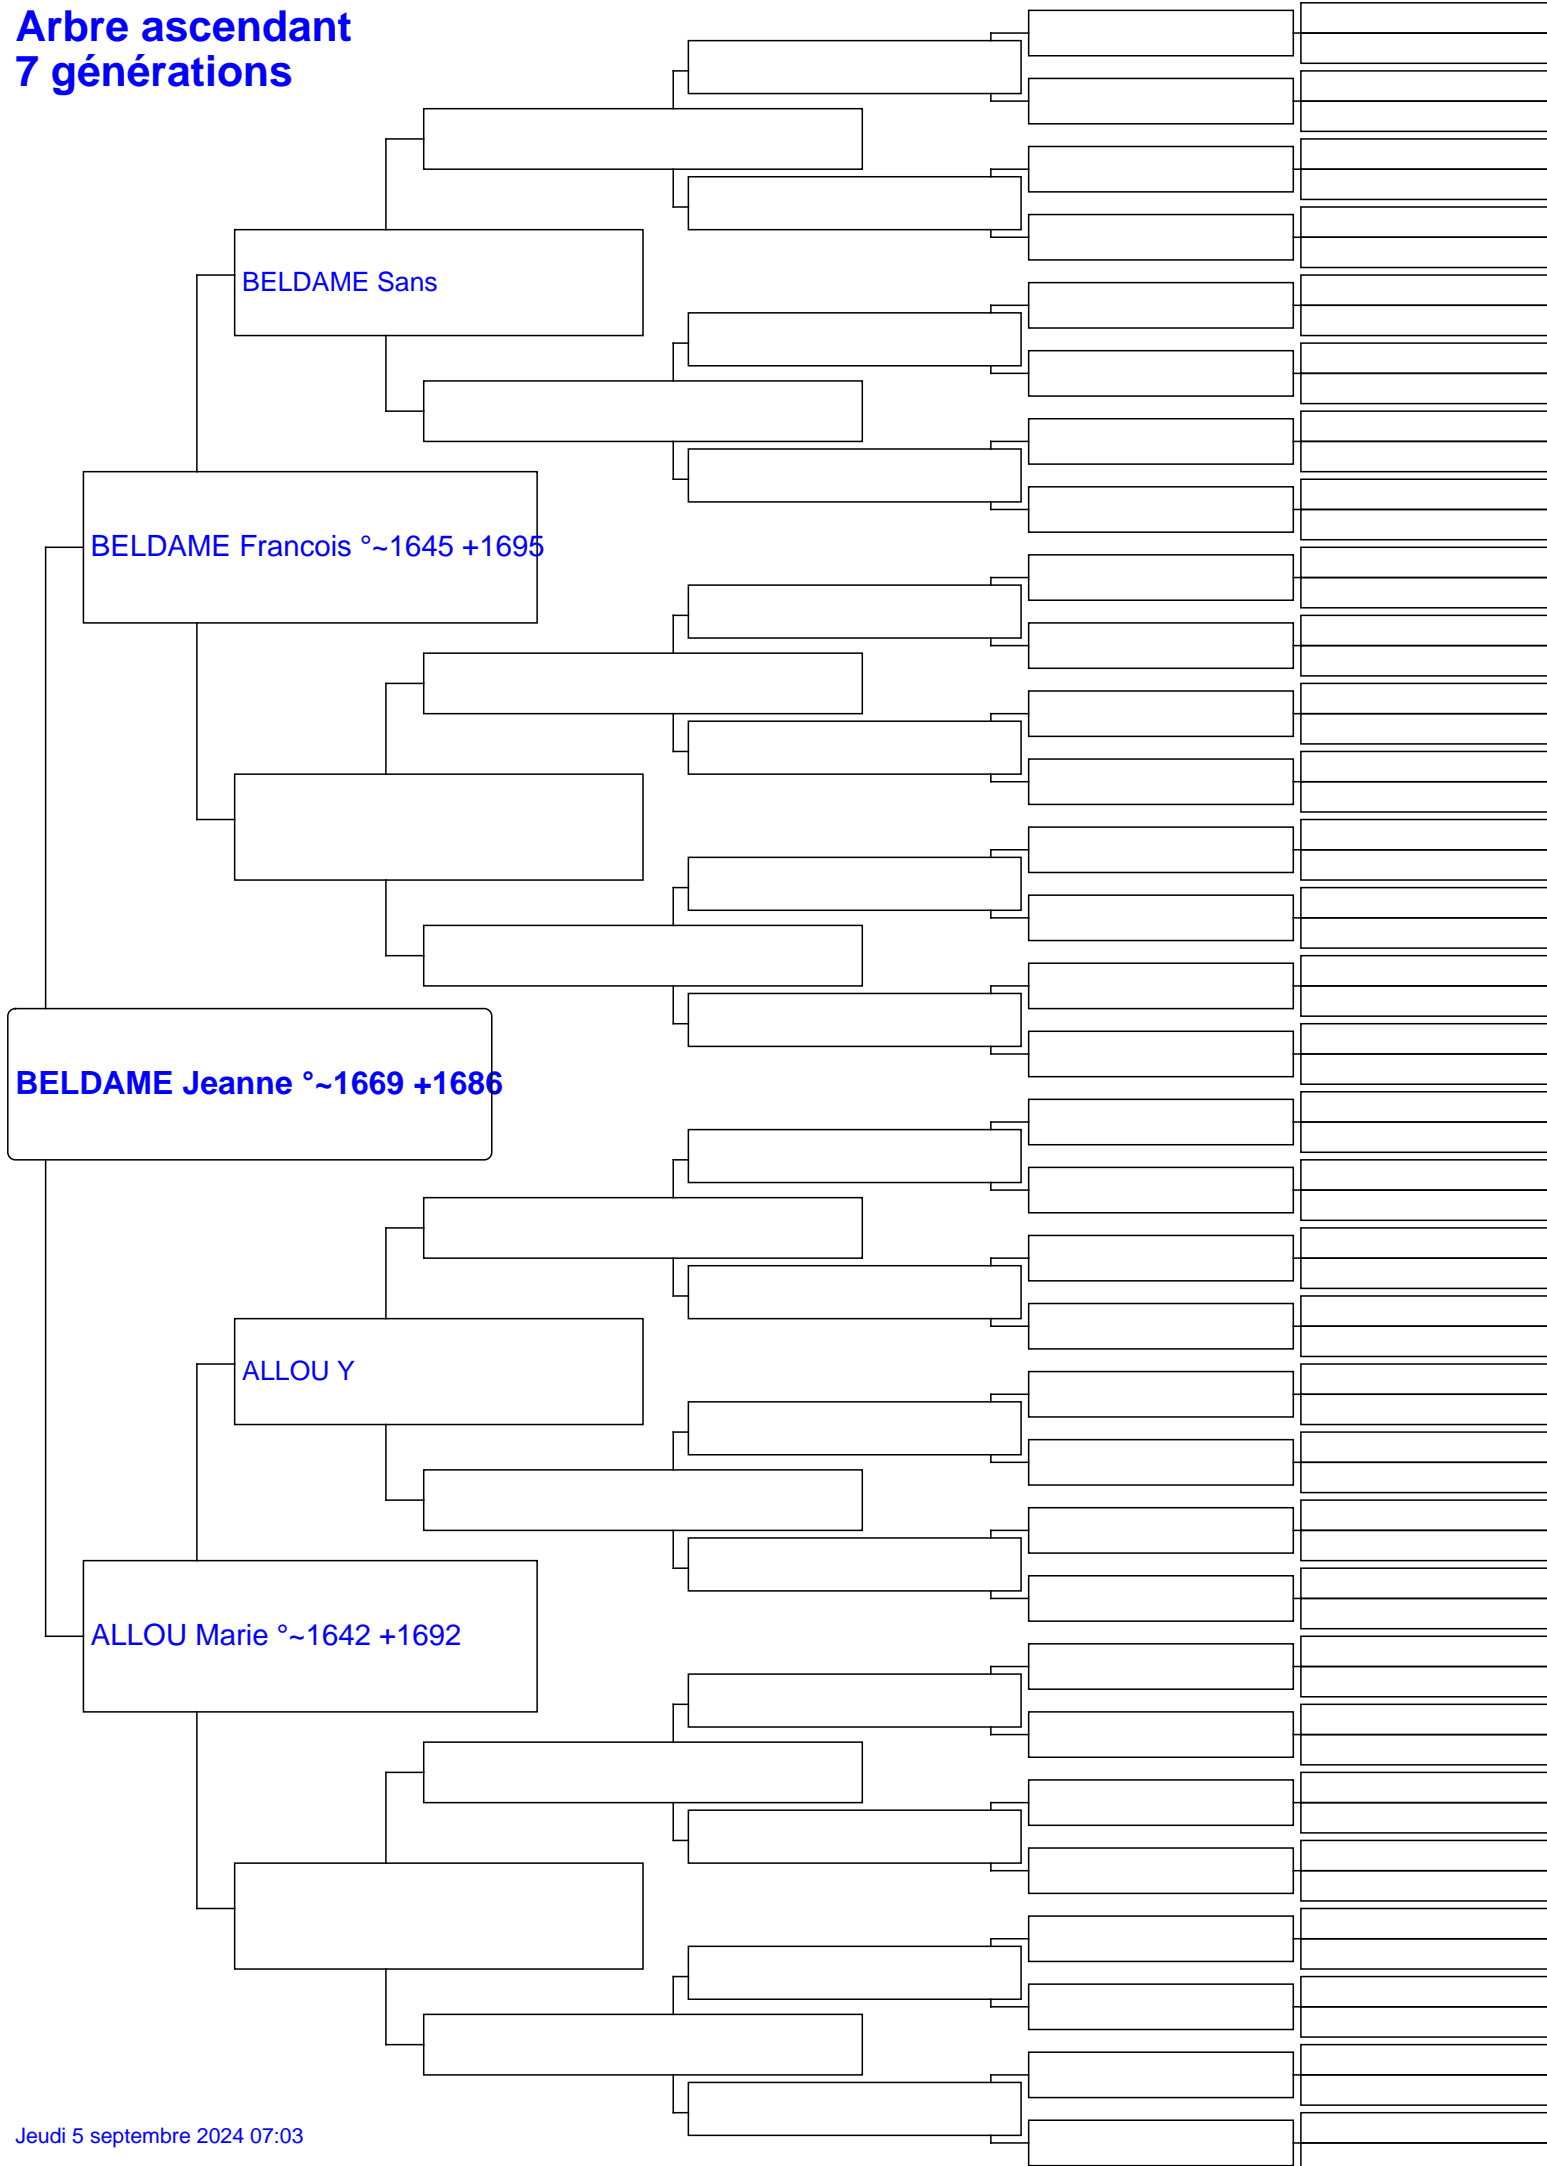 Arbre ascendant
7 générations
BELDAME Sans
BELDAME Francois °~1645 +1695
BELDAME Jeanne °~1669 +1686
ALLOU Y
ALLOU Marie °~1642 +1692
Jeudi 5 septembre 2024 07:03